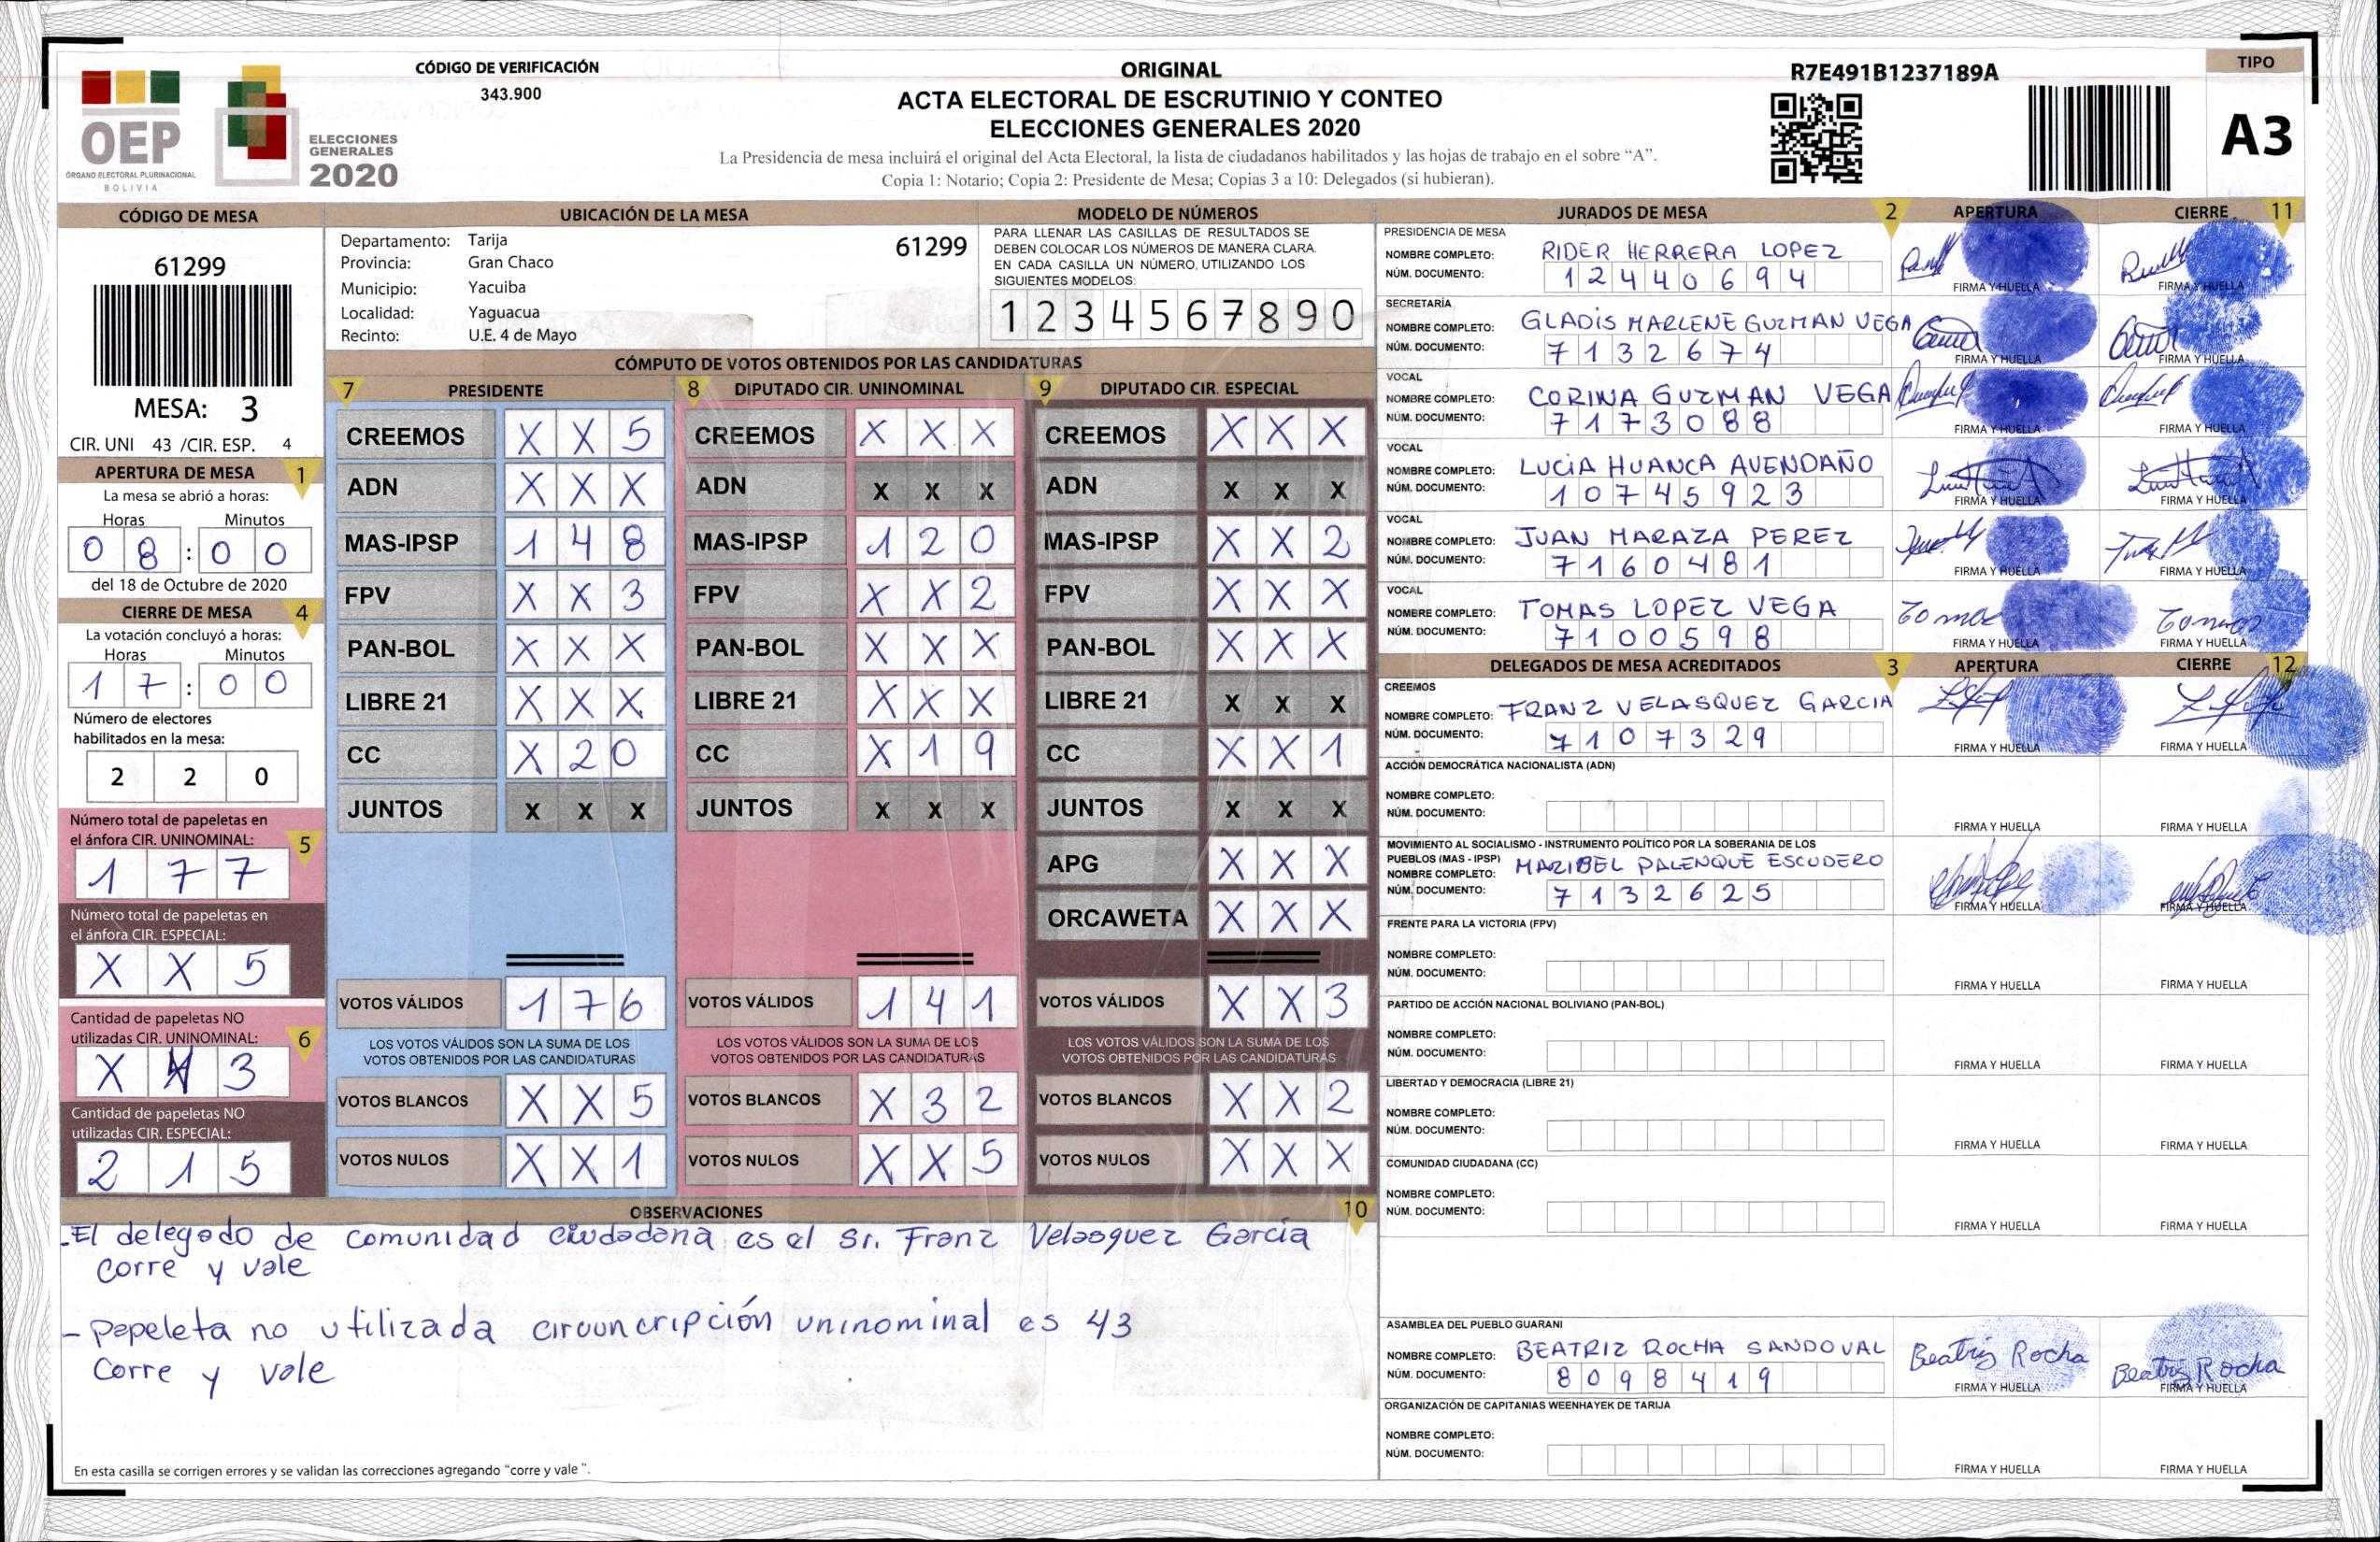 CÓDIGO DE VERIFICACIÓN
343.900
OEP
ÓRGANO ELECTORAL PLURINACIONAL
BOLIVIA
ELECCIONES
GENERALES
2020
ORIGINAL
ACTA ELECTORAL DE ESCRUTINIO Y CONTEO
ELECCIONES GENERALES 2020
La Presidencia de mesa incluirá el original del Acta Electoral, la lista de ciudadanos habilitados y las hojas de trabajo en el sobre “A”.
Copia 1: Notario; Copia 2: Presidente de Mesa; Copias 3 a 10: Delegados (si hubieran).
R7E491B1237189A
TIPO
A3
CÓDIGO DE MESA
61299
MESA: 3
CIR. UNI 43 /CIR. ESP. 4
APERTURA DE MESA 1
La mesa se abrió a horas:
Horas Minutos
0 8 : 0 0
del 18 de Octubre de 2020
CIERRE DE MESA 4
La votación concluyó a horas:
Horas Minutos
1 7 : 0 0
Número de electores
habilitados en la mesa:
2 2 0
Número total de papeletas en
el ánfora CIR. UNINOMINAL: 5
1 7 7
Número total de papeletas en
el ánfora CIR. ESPECIAL:
X X 5
Cantidad de papeletas NO
utilizadas CIR. UNINOMINAL: 6
X 3
Cantidad de papeletas NO
utilizadas CIR. ESPECIAL:
2 1 5
UBICACIÓN DE LA MESA
Departamento: Tarija 61299
Provincia: Gran Chaco
Municipio: Yacuiba
Localidad: Yaguacua
Recinto: U.E. 4 de Mayo
MODELO DE NÚMEROS
PARA LLENAR LAS CASILLAS DE RESULTADOS SE
DEBEN COLOCAR LOS NÚMEROS DE MANERA CLARA.
EN CADA CASILLA UN NÚMERO, UTILIZANDO LOS
SIGUIENTES MODELOS:
1 2 3 4 5 6 7 8 9 0
CÓMPUTO DE VOTOS OBTENIDOS POR LAS CANDIDATURAS
7 PRESIDENTE
CREEMOS X X 5
ADN X X X
MAS-IPSP 1 4 8
FPV X X 3
PAN-BOL X X X
LIBRE 21 X X X
CC X 2 0
JUNTOS X X X
VOTOS VÁLIDOS 1 7 6
LOS VOTOS VÁLIDOS SON LA SUMA DE LOS
VOTOS OBTENIDOS POR LAS CANDIDATURAS
VOTOS BLANCOS X X 5
VOTOS NULOS X X 1
8 DIPUTADO CIR. UNINOMINAL
CREEMOS X X X
ADN X X X
MAS-IPSP 1 2 0
FPV X X 2
PAN-BOL X X X
LIBRE 21 X X X
CC X 1 9
JUNTOS X X X
VOTOS VÁLIDOS 1 4 1
LOS VOTOS VÁLIDOS SON LA SUMA DE LOS
VOTOS OBTENIDOS POR LAS CANDIDATURAS
VOTOS BLANCOS X 3 2
VOTOS NULOS X X 5
9 DIPUTADO CIR. ESPECIAL
CREEMOS X X X
ADN X X X
MAS-IPSP X X 2
FPV X X X
PAN-BOL X X X
LIBRE 21 X X X
CC X X 1
JUNTOS X X X
APG X X X
ORCAWETA X X X
VOTOS VÁLIDOS X X 3
LOS VOTOS VÁLIDOS SON LA SUMA DE LOS
VOTOS OBTENIDOS POR LAS CANDIDATURAS
VOTOS BLANCOS X X 2
VOTOS NULOS X X X
OBSERVACIONES 10
-El delegado de comunidad ciudadana es el Sr. Franz Velasquez García
corre y vale
- Papeleta no utilizada circuncripción uninominal es 43
Corre y vale
En esta casilla se corrigen errores y se validan las correcciones agregando “corre y vale ”.
JURADOS DE MESA 2 APERTURA CIERRE 11
PRESIDENCIA DE MESA
NOMBRE COMPLETO: RIDER HERRERA LOPEZ
NÚM. DOCUMENTO: 12440694
FIRMA Y HUELLA FIRMA Y HUELLA
SECRETARÍA
NOMBRE COMPLETO: GLADIS MARLENE GUZMAN VEGA
NÚM. DOCUMENTO: 7132674
FIRMA Y HUELLA FIRMA Y HUELLA
VOCAL
NOMBRE COMPLETO: CORINA GUZMAN VEGA
NÚM. DOCUMENTO: 7173088
FIRMA Y HUELLA FIRMA Y HUELLA
VOCAL
NOMBRE COMPLETO: LUCIA HUANCA AVENDAÑO
NÚM. DOCUMENTO: 10745923
FIRMA Y HUELLA FIRMA Y HUELLA
VOCAL
NOMBRE COMPLETO: JUAN MARAZA PEREZ
NÚM. DOCUMENTO: 7160481
FIRMA Y HUELLA FIRMA Y HUELLA
VOCAL
NOMBRE COMPLETO: TOMAS LOPEZ VEGA
NÚM. DOCUMENTO: 7100598
FIRMA Y HUELLA FIRMA Y HUELLA
DELEGADOS DE MESA ACREDITADOS 3 APERTURA CIERRE 12
CREEMOS
NOMBRE COMPLETO: FRANZ VELASQUEZ GARCIA
NÚM. DOCUMENTO: 7107329
FIRMA Y HUELLA FIRMA Y HUELLA
ACCIÓN DEMOCRÁTICA NACIONALISTA (ADN)
NOMBRE COMPLETO:
NÚM. DOCUMENTO:
FIRMA Y HUELLA FIRMA Y HUELLA
MOVIMIENTO AL SOCIALISMO - INSTRUMENTO POLÍTICO POR LA SOBERANIA DE LOS
PUEBLOS (MAS - IPSP)
NOMBRE COMPLETO: MARIBEL PALENQUE ESCUDERO
NÚM. DOCUMENTO: 7132625
FIRMA Y HUELLA FIRMA Y HUELLA
FRENTE PARA LA VICTORIA (FPV)
NOMBRE COMPLETO:
NÚM. DOCUMENTO:
FIRMA Y HUELLA FIRMA Y HUELLA
PARTIDO DE ACCIÓN NACIONAL BOLIVIANO (PAN-BOL)
NOMBRE COMPLETO:
NÚM. DOCUMENTO:
FIRMA Y HUELLA FIRMA Y HUELLA
LIBERTAD Y DEMOCRACIA (LIBRE 21)
NOMBRE COMPLETO:
NÚM. DOCUMENTO:
FIRMA Y HUELLA FIRMA Y HUELLA
COMUNIDAD CIUDADANA (CC)
NOMBRE COMPLETO:
NÚM. DOCUMENTO:
FIRMA Y HUELLA FIRMA Y HUELLA
ASAMBLEA DEL PUEBLO GUARANI
NOMBRE COMPLETO: BEATRIZ ROCHA SANDOVAL Beatriz Rocha Beatriz Rocha
NÚM. DOCUMENTO: 8098419
FIRMA Y HUELLA FIRMA Y HUELLA
ORGANIZACIÓN DE CAPITANIAS WEENHAYEK DE TARIJA
NOMBRE COMPLETO:
NÚM. DOCUMENTO:
FIRMA Y HUELLA FIRMA Y HUELLA